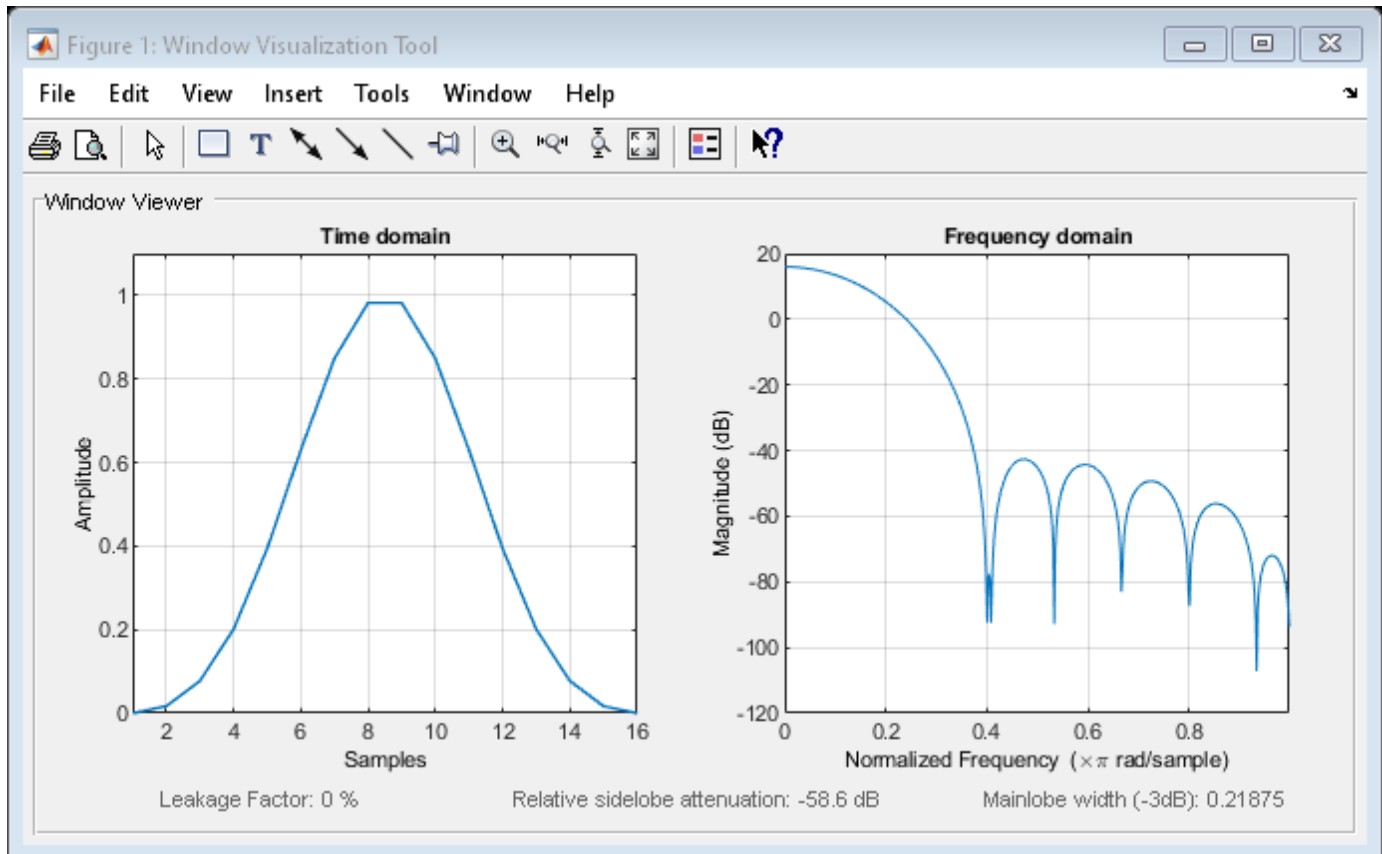 Figure 1: Window Visualization Tool
File Edit View Insert Tools Window Help
T
Window Viewer
Time domain
1
0.8
0.6
0.4
0.2
0
Amplitude
2 4 6 8 10 12 14 16
Samples
Frequency domain
20
0
-20
-40
-60
-80
-100
-120
Magnitude (dB)
0 0.2 0.4 0.6 0.8
Normalized Frequency (×π rad/sample)
Leakage Factor: 0 % Relative sidelobe attenuation: -58.6 dB Mainlobe width (-3dB): 0.21875